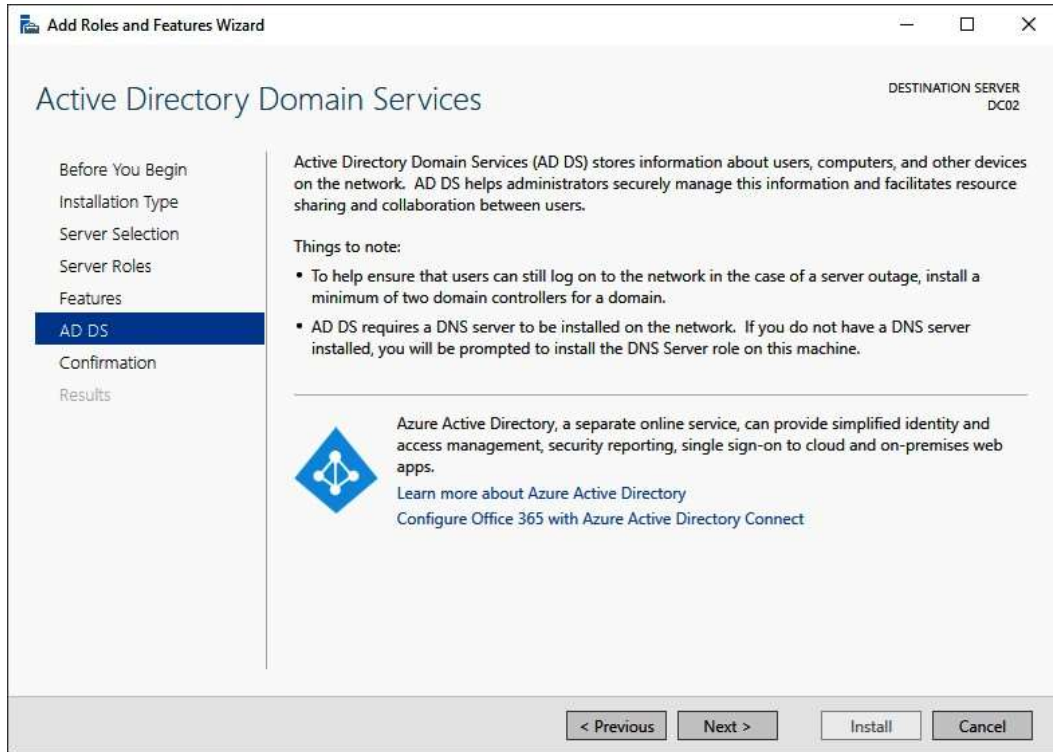 Add Roles and Features Wizard
Active Directory Domain Services
DESTINATION SERVER
DC02
Before You Begin
Installation Type
Server Selection
Server Roles
Features
AD DS
Confirmation
Results
Active Directory Domain Services (AD DS) stores information about users, computers, and other devices
on the network.  AD DS helps administrators securely manage this information and facilitates resource
sharing and collaboration between users.
Things to note:
• To help ensure that users can still log on to the network in the case of a server outage, install a
minimum of two domain controllers for a domain.
• AD DS requires a DNS server to be installed on the network.  If you do not have a DNS server
installed, you will be prompted to install the DNS Server role on this machine.
Azure Active Directory, a separate online service, can provide simplified identity and
access management, security reporting, single sign-on to cloud and on-premises web
apps.
Learn more about Azure Active Directory
Configure Office 365 with Azure Active Directory Connect
< Previous
Next >
Install
Cancel